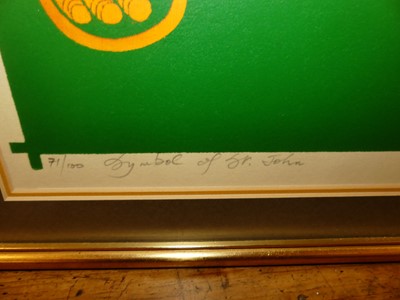 71/100 Symbol of St. John